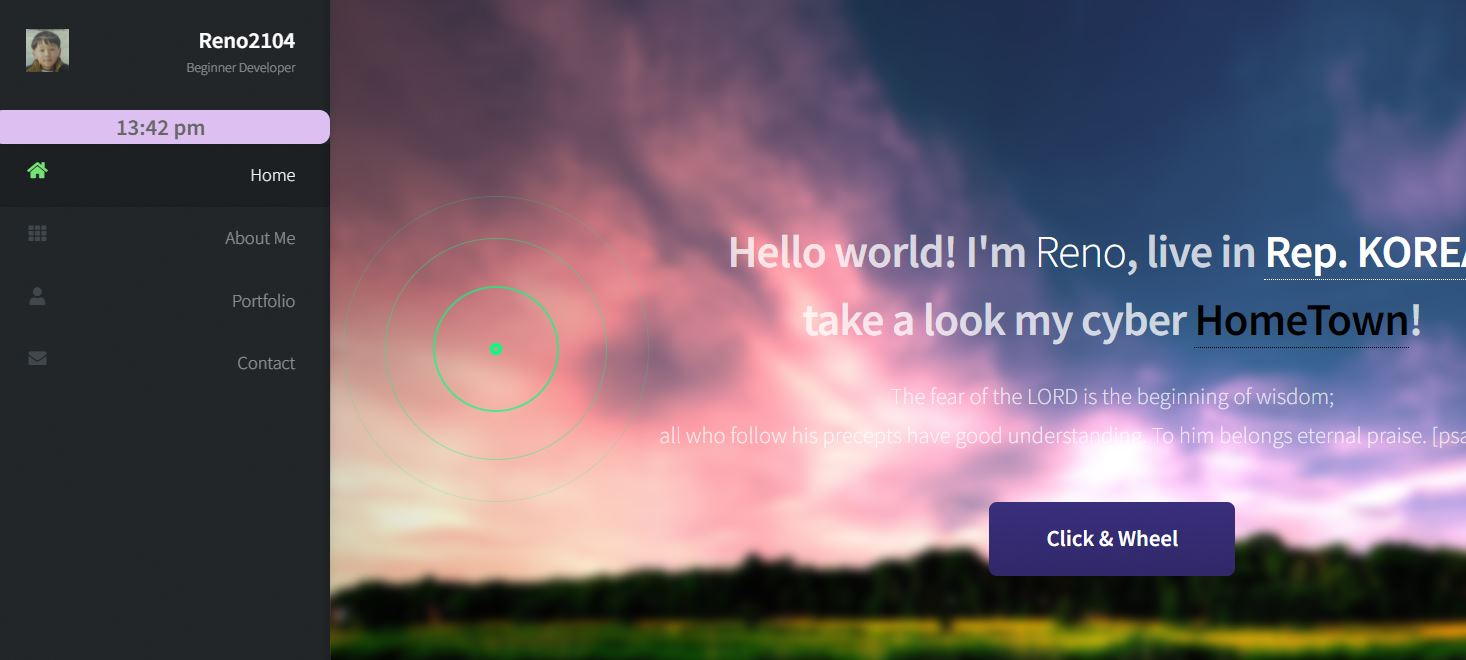 Reno2104
Beginner Developer
13:42 pm
Home
About Me
Portfolio
Contact
Hello world! I'm Reno, live in Rep. KOREA
take a look my cyber HomeTown!
The fear of the LORD is the beginning of wisdom;
all who follow his precepts have good understanding. To him belongs eternal praise. [psa
Click & Wheel